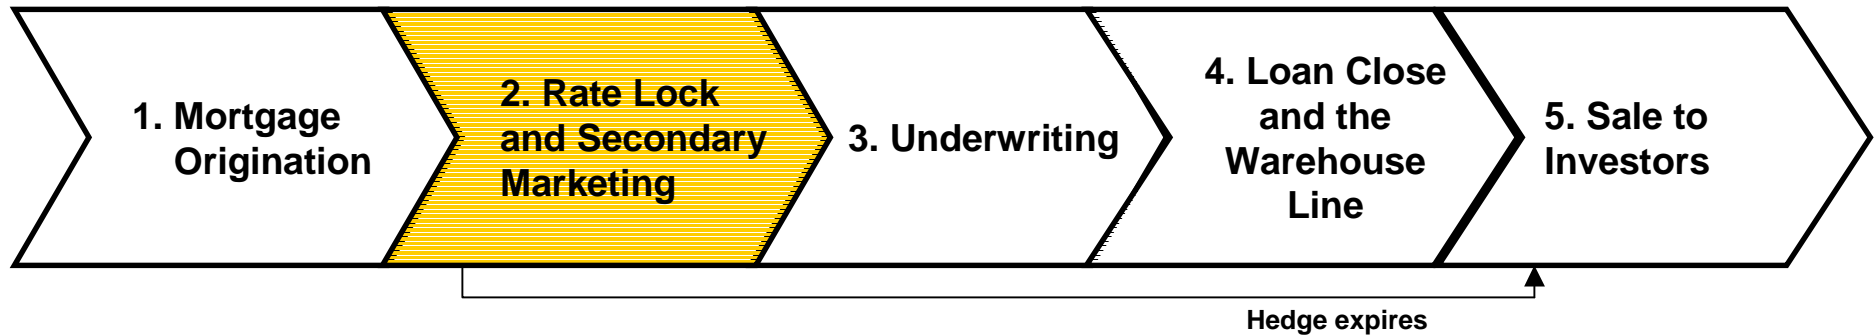 1. Mortgage
Origination
2. Rate Lock
and Secondary
Marketing
3. Underwriting
4. Loan Close
and the
Warehouse
Line
5. Sale to
Investors
Hedge expires